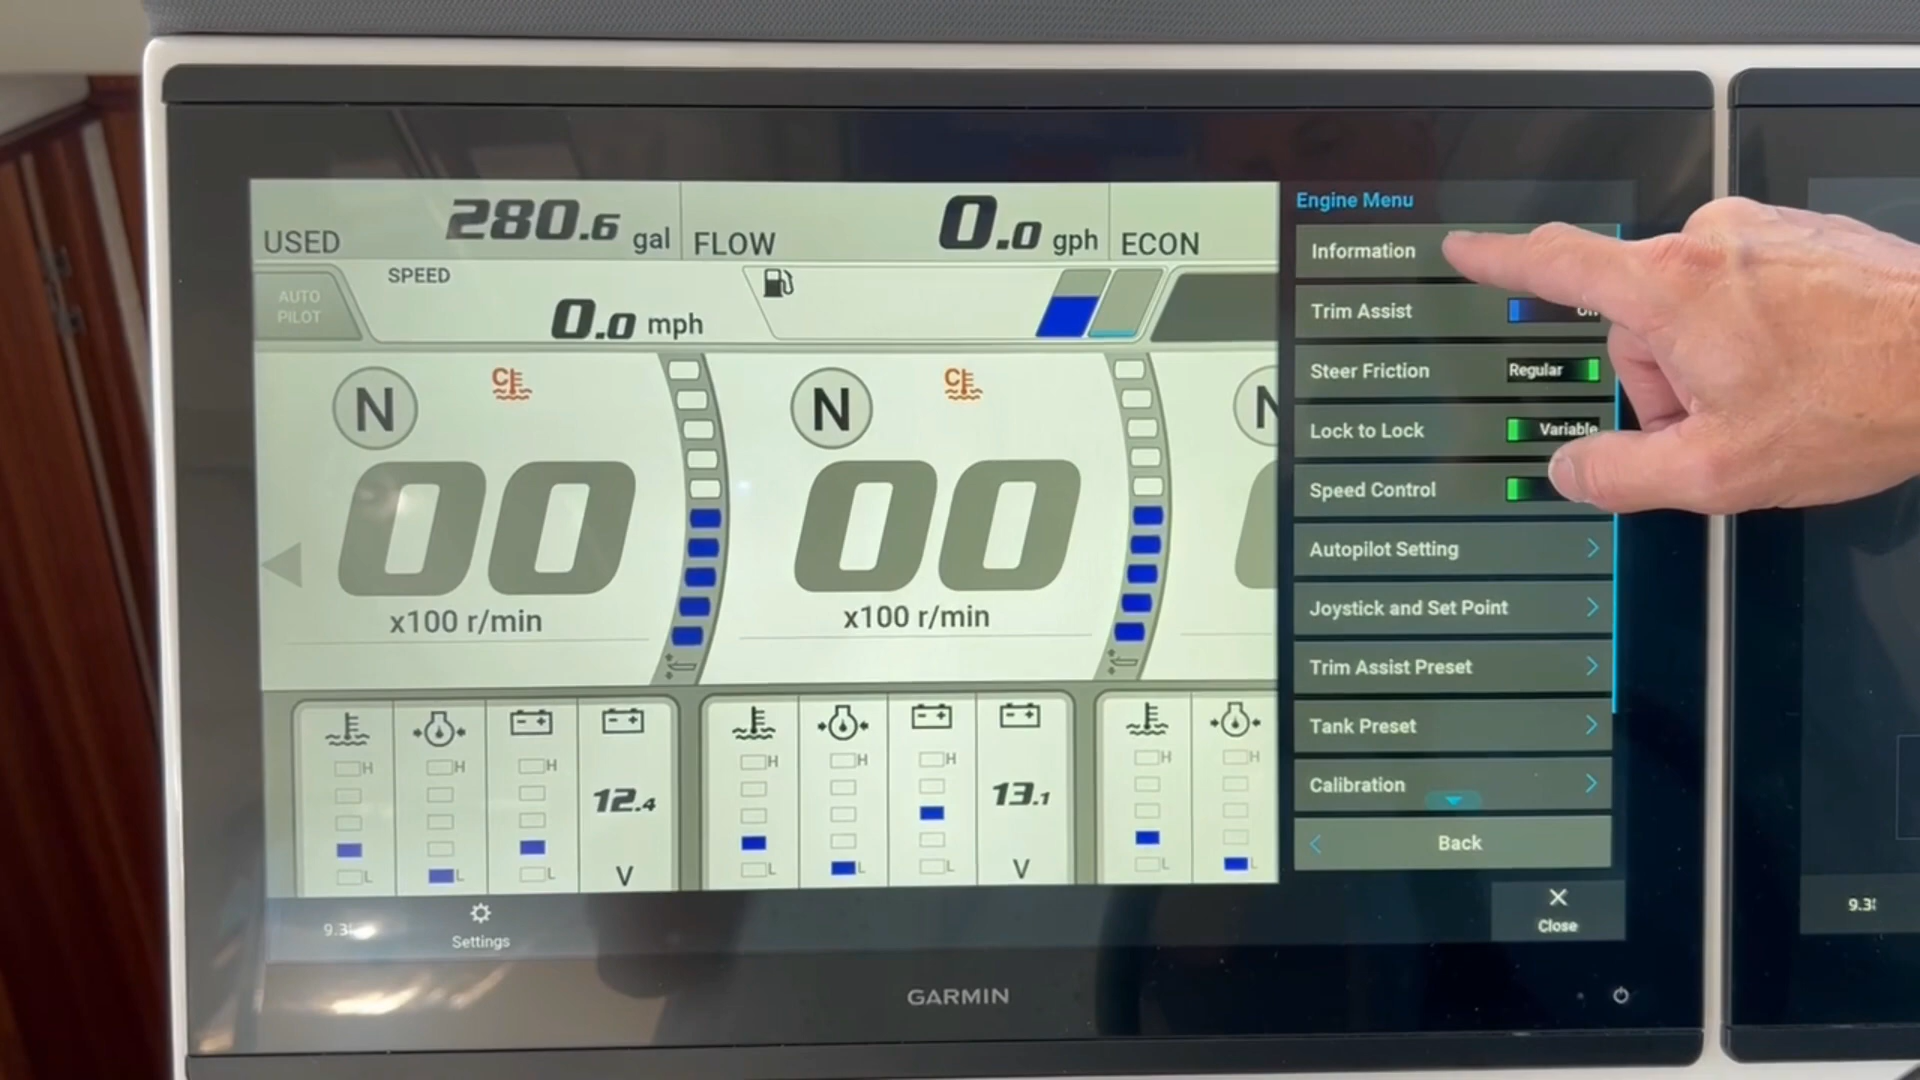 USED 280.6 gal FLOW 0.0 gph ECON
AUTO
PILOT
SPEED
0.0 mph
N C N C N
00 00
x100 r/min x100 r/min
H H H H H H H H
12.4 13.1
L L L V L L L V L L
9.3
Settings
Engine Menu
Information
Trim Assist
Steer Friction Regular
Lock to Lock Variable
Speed Control
Autopilot Setting
Joystick and Set Point
Trim Assist Preset
Tank Preset
Calibration
Back
Close
GARMIN
9.3